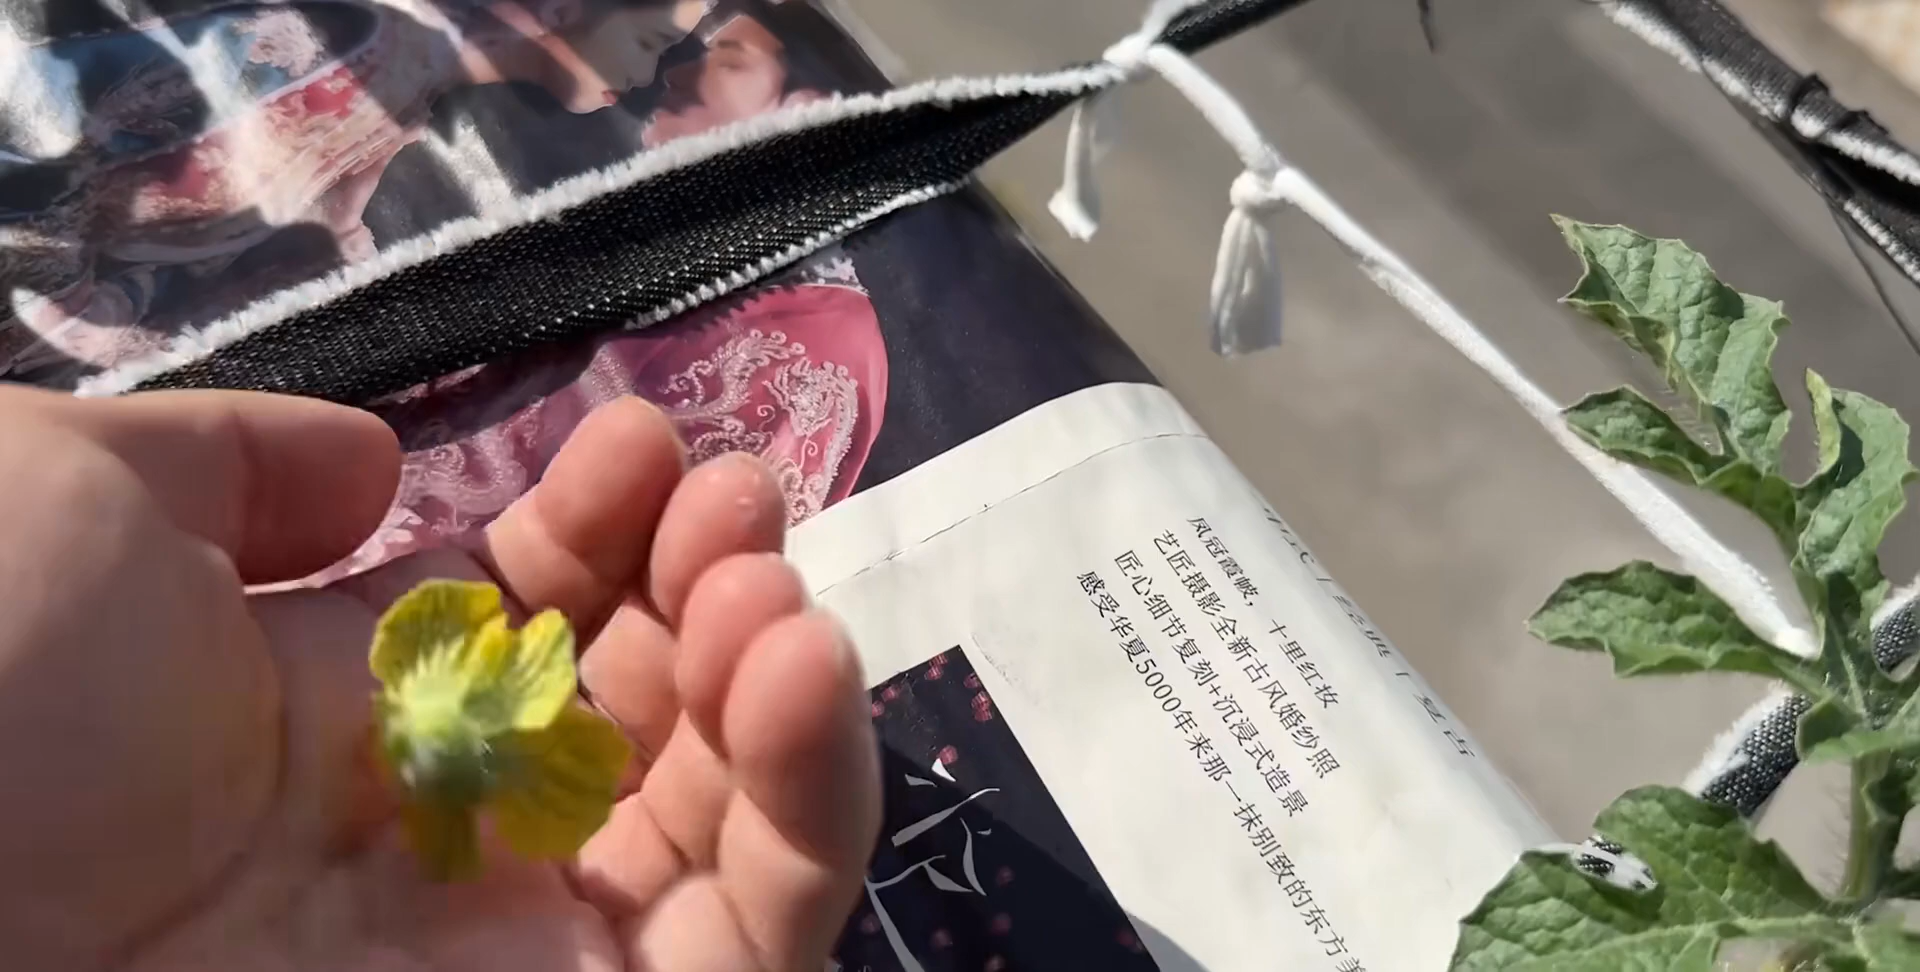 凤冠霞帔，十里红妆
艺匠摄影全新古风婚纱照
匠心细节复刻+沉浸式造景
感受华夏5000年来那一抹别致的东方美